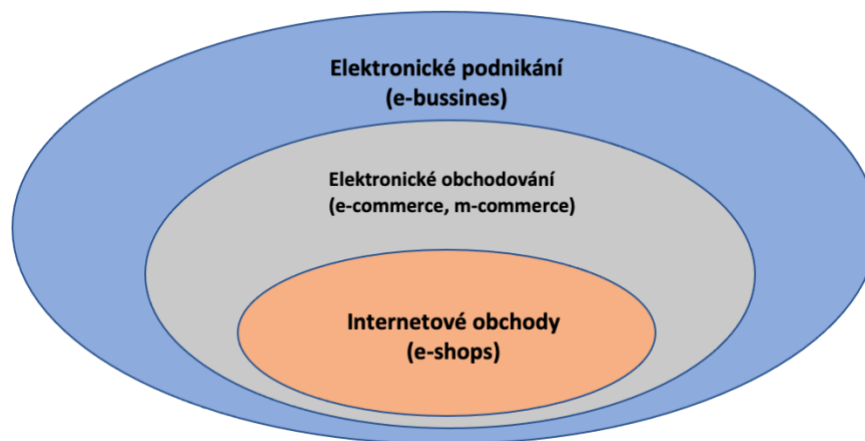 Elektronické podnikání
(e-bussines)
Elektronické obchodování
(e-commerce, m-commerce)
Internetové obchody
(e-shops)